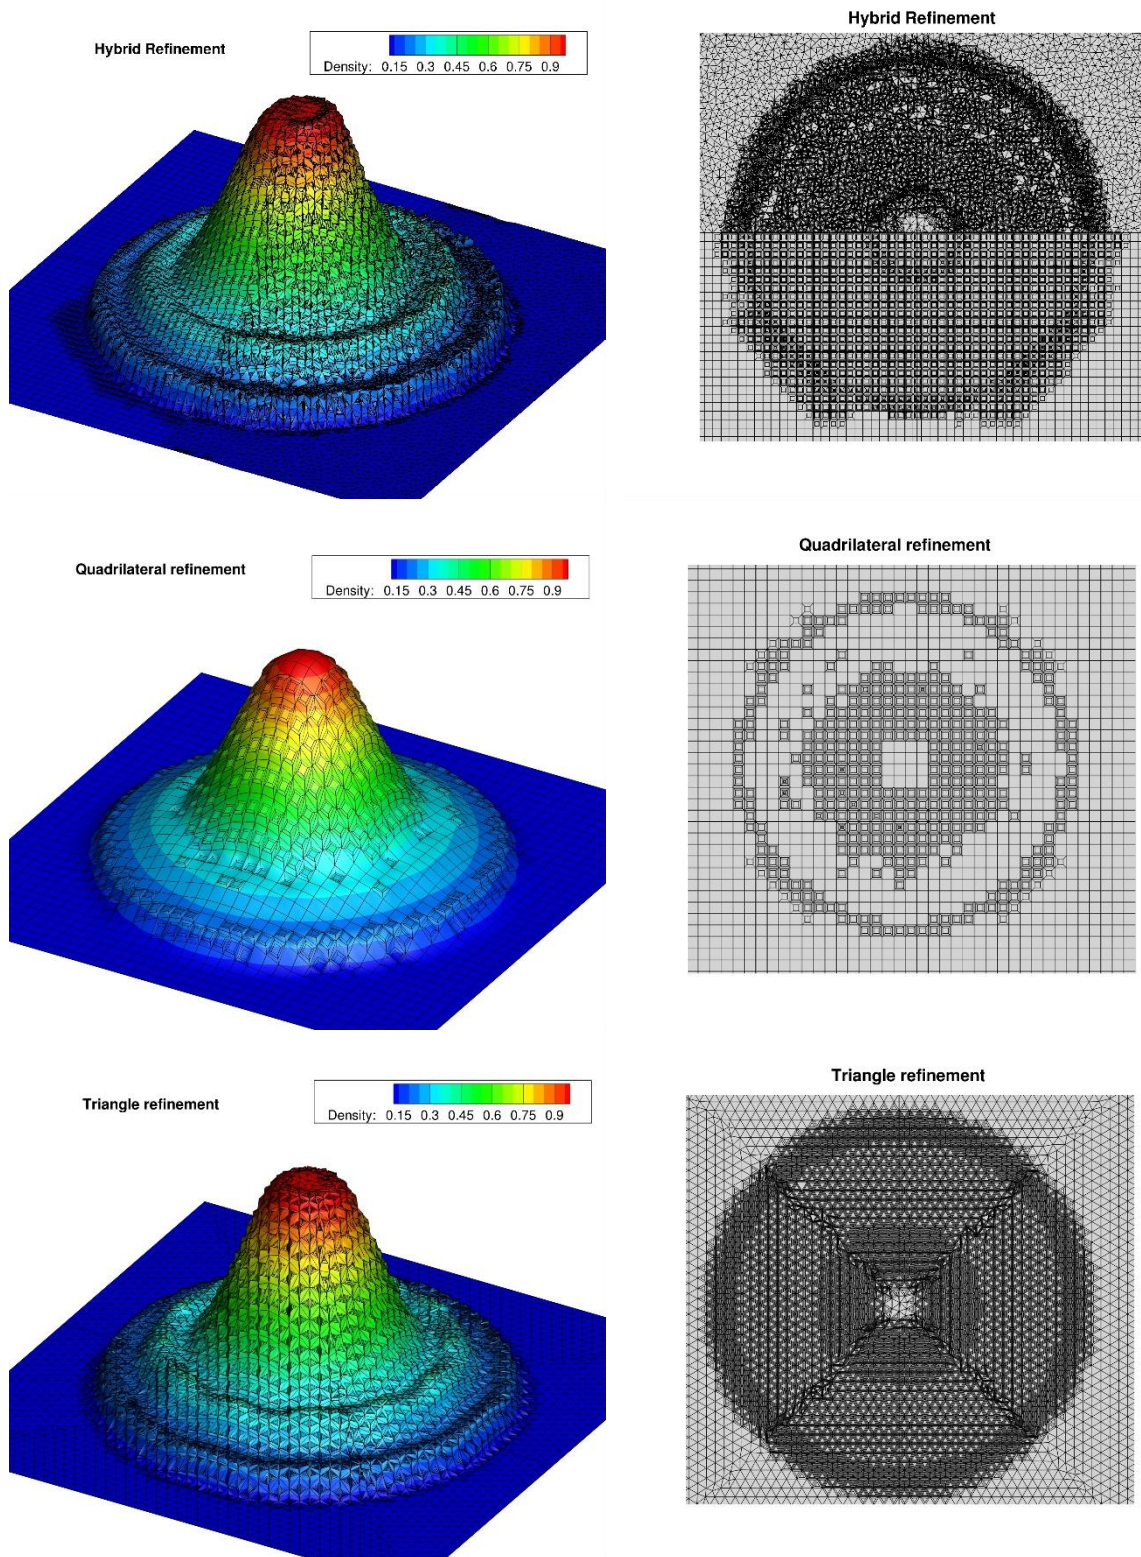 Hybrid Refinement
Density: 0.15 0.3 0.45 0.6 0.75 0.9
Hybrid Refinement
Quadrilateral refinement
Density: 0.15 0.3 0.45 0.6 0.75 0.9
Quadrilateral refinement
Triangle refinement
Density: 0.15 0.3 0.45 0.6 0.75 0.9
Triangle refinement